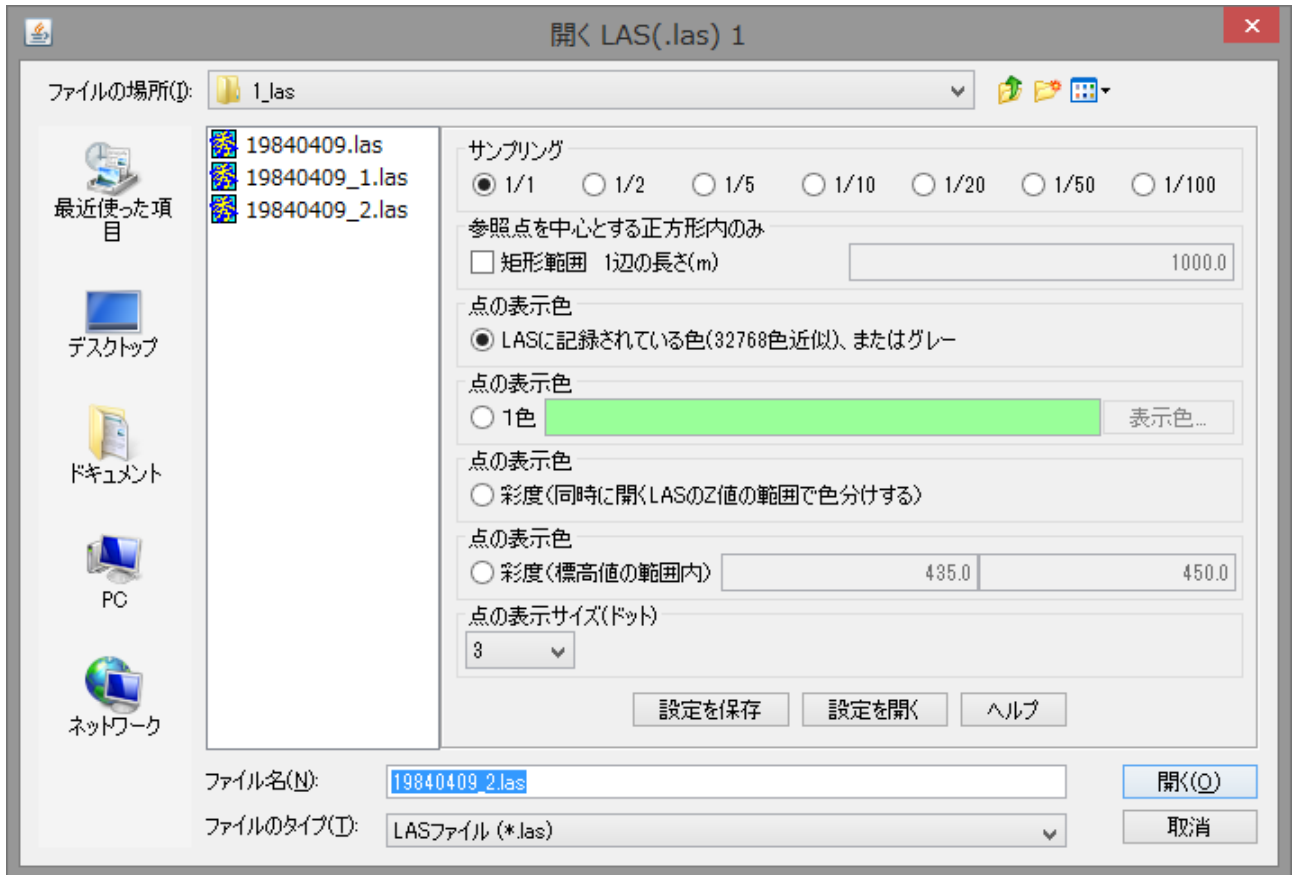 開く LAS(.las) 1
ファイルの場所(I):
1_las
最近使った項
目
デスクトップ
ドキュメント
PC
ネットワーク
19840409.las
19840409_1.las
19840409_2.las
サンプリング
1/1 1/2 1/5 1/10 1/20 1/50 1/100
参照点を中心とする正方形内のみ
矩形範囲 1辺の長さ(m) 1000.0
点の表示色
LASに記録されている色(32768色近似)、またはグレー
点の表示色
1色 表示色...
点の表示色
彩度(同時に開くLASのZ値の範囲で色分けする)
点の表示色
彩度(標高値の範囲内) 435.0 450.0
点の表示サイズ(ドット)
3
設定を保存 設定を開く ヘルプ
ファイル名(N): 19840409_2.las 開く(O)
ファイルのタイプ(T): LASファイル (*.las) 取消